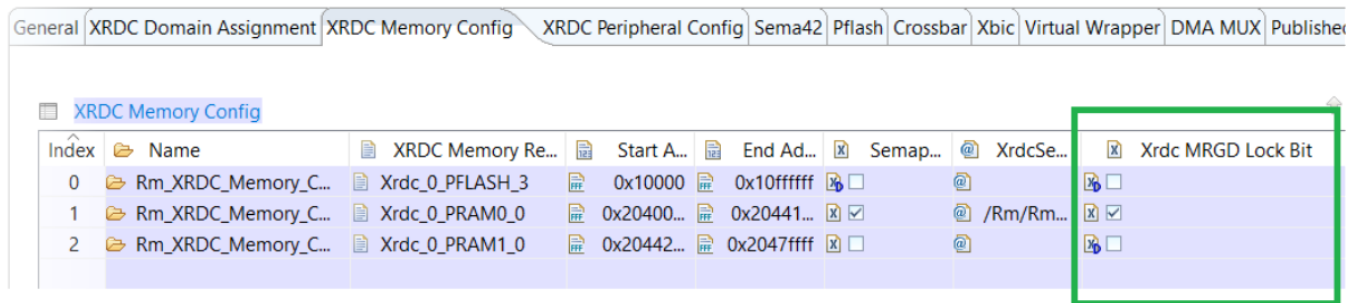 General XRDC Domain Assignment XRDC Memory Config XRDC Peripheral Config Sema42 Pflash Crossbar Xbic Virtual Wrapper DMA MUX Published
XRDC Memory Config
Index Name XRDC Memory Re... Start A... End Ad... Semap... XrdcSe... Xrdc MRGD Lock Bit
0 Rm_XRDC_Memory_C... Xrdc_0_PFLASH_3 0x10000 0x10ffffff
1 Rm_XRDC_Memory_C... Xrdc_0_PRAM0_0 0x20400... 0x20441... /Rm/Rm...
2 Rm_XRDC_Memory_C... Xrdc_0_PRAM1_0 0x20442... 0x2047ffff